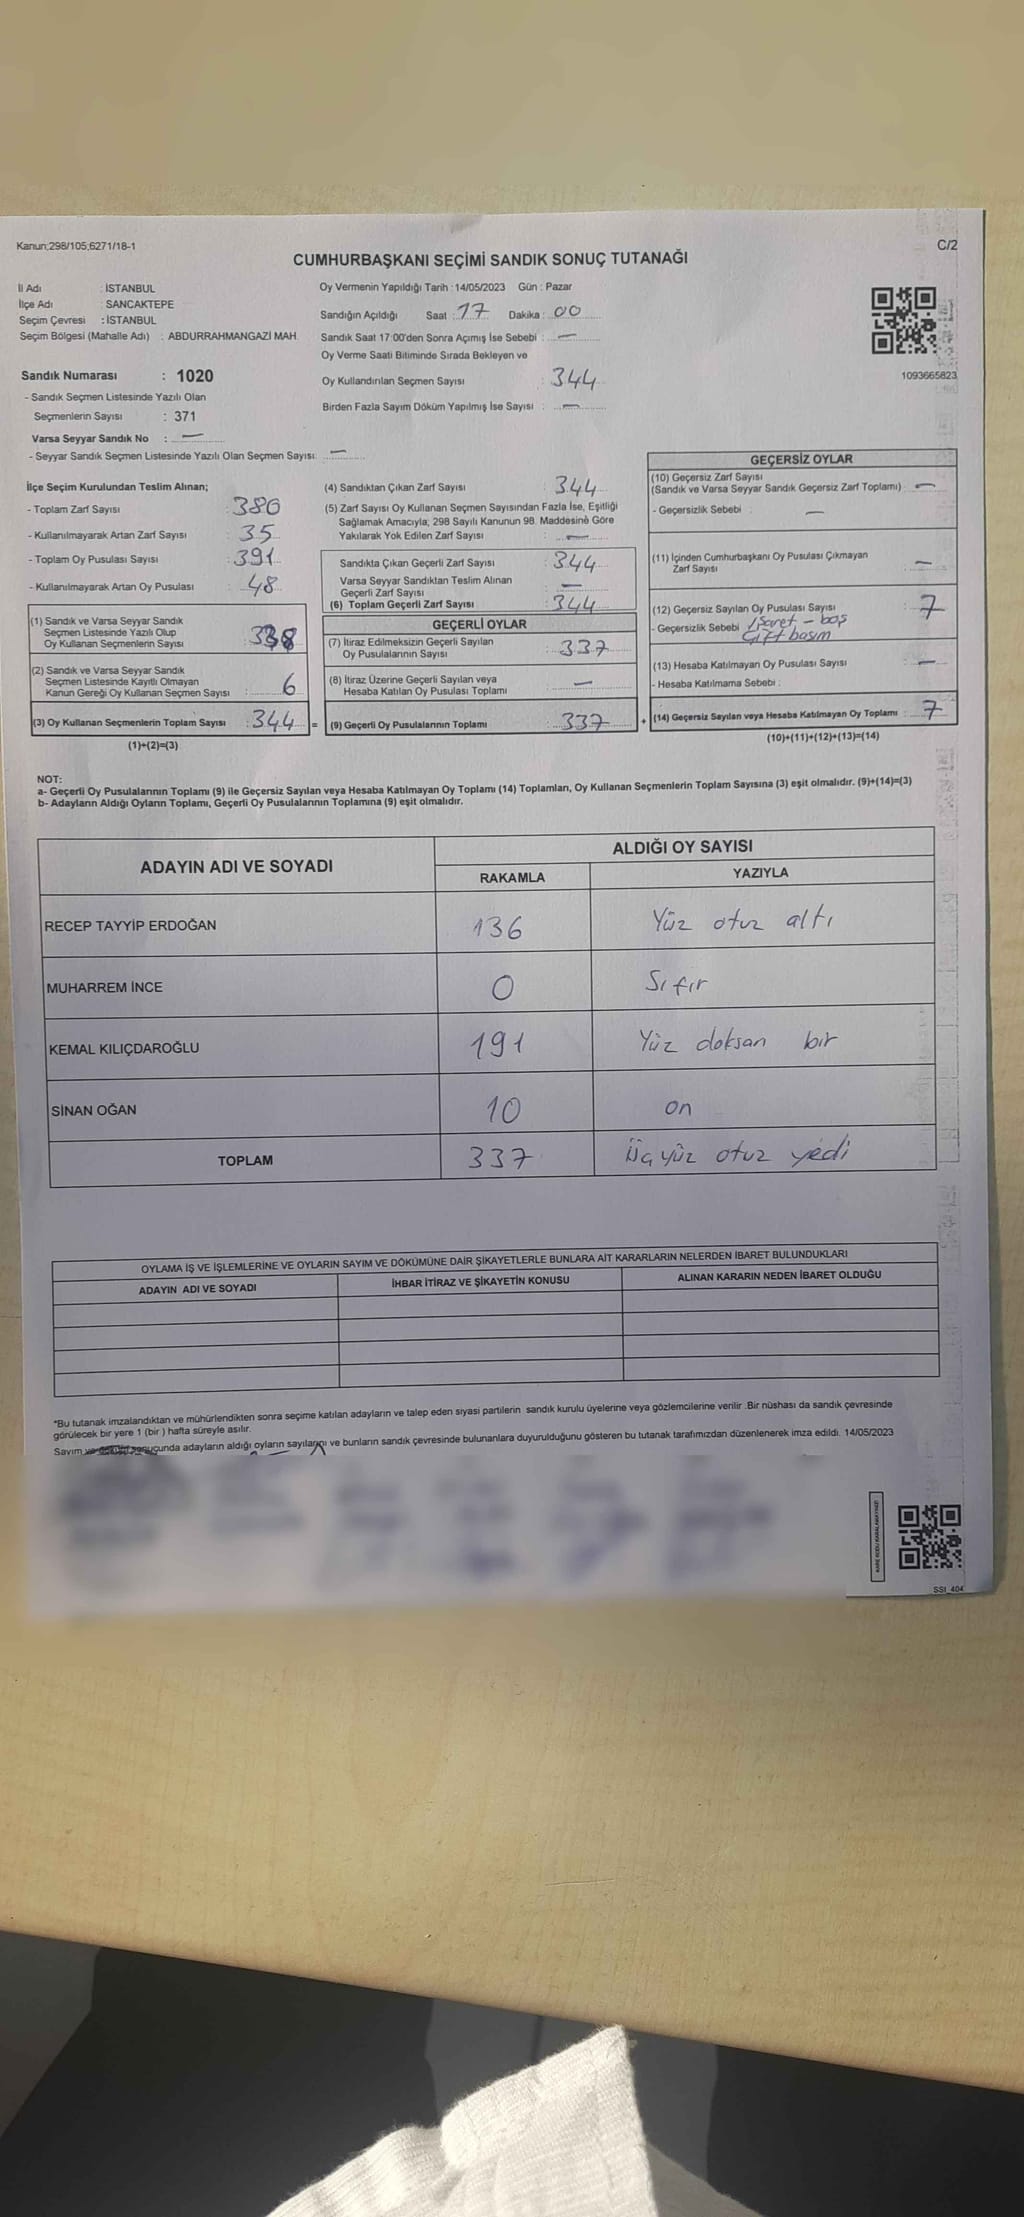 Kanun;298/105;6271/18-1
C/2
CUMHURBAŞKANI SEÇİMİ SANDIK SONUÇ TUTANAĞI
İl Adı : İSTANBUL
İlçe Adı : SANCAKTEPE
Seçim Çevresi : İSTANBUL
Seçim Bölgesi (Mahalle Adı) : ABDURRAHMANGAZİ MAH.
Oy Vermenin Yapıldığı Tarih : 14/05/2023 Gün : Pazar
Sandığın Açıldığı Saat : 17 Dakika : 00
Sandık Saat 17:00'den Sonra Açımış İse Sebebi : —
Oy Verme Saati Bitiminde Sırada Bekleyen ve
Oy Kullandırılan Seçmen Sayısı : 344
Birden Fazla Sayım Döküm Yapılmış İse Sayısı : —
1093665823
Sandık Numarası : 1020
- Sandık Seçmen Listesinde Yazılı Olan
Seçmenlerin Sayısı : 371
Varsa Seyyar Sandık No : —
- Seyyar Sandık Seçmen Listesinde Yazılı Olan Seçmen Sayısı: —
İlçe Seçim Kurulundan Teslim Alınan;
- Toplam Zarf Sayısı : 380
- Kullanılmayarak Artan Zarf Sayısı : 35
- Toplam Oy Pusulası Sayısı : 391
- Kullanılmayarak Artan Oy Pusulası : 48
(1) Sandık ve Varsa Seyyar Sandık
Seçmen Listesinde Yazılı Olup
Oy Kullanan Seçmenlerin Sayısı : 338
(2) Sandık ve Varsa Seyyar Sandık
Seçmen Listesinde Kayıtlı Olmayan
Kanun Gereği Oy Kullanan Seçmen Sayısı : 6
(3) Oy Kullanan Seçmenlerin Toplam Sayısı : 344 =
(1)+(2)=(3)
(4) Sandıktan Çıkan Zarf Sayısı : 344
(5) Zarf Sayısı Oy Kullanan Seçmen Sayısından Fazla İse, Eşitliği
Sağlamak Amacıyla; 298 Sayılı Kanunun 98. Maddesine Göre
Yakılarak Yok Edilen Zarf Sayısı : —
Sandıkta Çıkan Geçerli Zarf Sayısı : 344
Varsa Seyyar Sandıktan Teslim Alınan
Geçerli Zarf Sayısı : —
(6) Toplam Geçerli Zarf Sayısı : 344
GEÇERLİ OYLAR
(7) İtiraz Edilmeksizin Geçerli Sayılan
Oy Pusulalarının Sayısı : 337
(8) İtiraz Üzerine Geçerli Sayılan veya
Hesaba Katılan Oy Pusulası Toplamı : —
(9) Geçerli Oy Pusulalarının Toplamı : 337 +
GEÇERSİZ OYLAR
(10) Geçersiz Zarf Sayısı
(Sandık ve Varsa Seyyar Sandık Geçersiz Zarf Toplamı) : —
- Geçersizlik Sebebi : —
(11) İçinden Cumhurbaşkanı Oy Pusulası Çıkmayan
Zarf Sayısı : —
(12) Geçersiz Sayılan Oy Pusulası Sayısı : 7
- Geçersizlik Sebebi işaret - boş
Çift basım
(13) Hesaba Katılmayan Oy Pusulası Sayısı : —
- Hesaba Katılmama Sebebi :
(14) Geçersiz Sayılan veya Hesaba Katılmayan Oy Toplamı : 7
(10)+(11)+(12)+(13)=(14)
NOT:
a- Geçerli Oy Pusulalarının Toplamı (9) ile Geçersiz Sayılan veya Hesaba Katılmayan Oy Toplamı (14) Toplamları, Oy Kullanan Seçmenlerin Toplam Sayısına (3) eşit olmalıdır. (9)+(14)=(3)
b- Adayların Aldığı Oyların Toplamı, Geçerli Oy Pusulalarının Toplamına (9) eşit olmalıdır.
ADAYIN ADI VE SOYADI
ALDIĞI OY SAYISI
RAKAMLA YAZIYLA
RECEP TAYYİP ERDOĞAN 136 Yüz otuz altı
MUHARREM İNCE 0 Sıfır
KEMAL KILIÇDAROĞLU 191 Yüz doksan bir
SİNAN OĞAN 10 on
TOPLAM 337 Üçyüz otuz yedi
OYLAMA İŞ VE İŞLEMLERİNE VE OYLARIN SAYIM VE DÖKÜMÜNE DAİR ŞİKAYETLERLE BUNLARA AİT KARARLARIN NELERDEN İBARET BULUNDUKLARI
ADAYIN ADI VE SOYADI İHBAR İTİRAZ VE ŞİKAYETİN KONUSU ALINAN KARARIN NEDEN İBARET OLDUĞU
*Bu tutanak imzalandıktan ve mühürlendikten sonra seçime katılan adayların ve talep eden siyasi partilerin sandık kurulu üyelerine veya gözlemcilerine verilir .Bir nüshası da sandık çevresinde
görülecek bir yere 1 (bir ) hafta süreyle asılır.
Sayım sonucunda adayların aldığı oyların sayılarını ve bunların sandık çevresinde bulunanlara duyurulduğunu gösteren bu tutanak tarafımızdan düzenlenerek imza edildi. 14/05/2023
KARE KODU KARALAMAYINIZ!
SSI_404